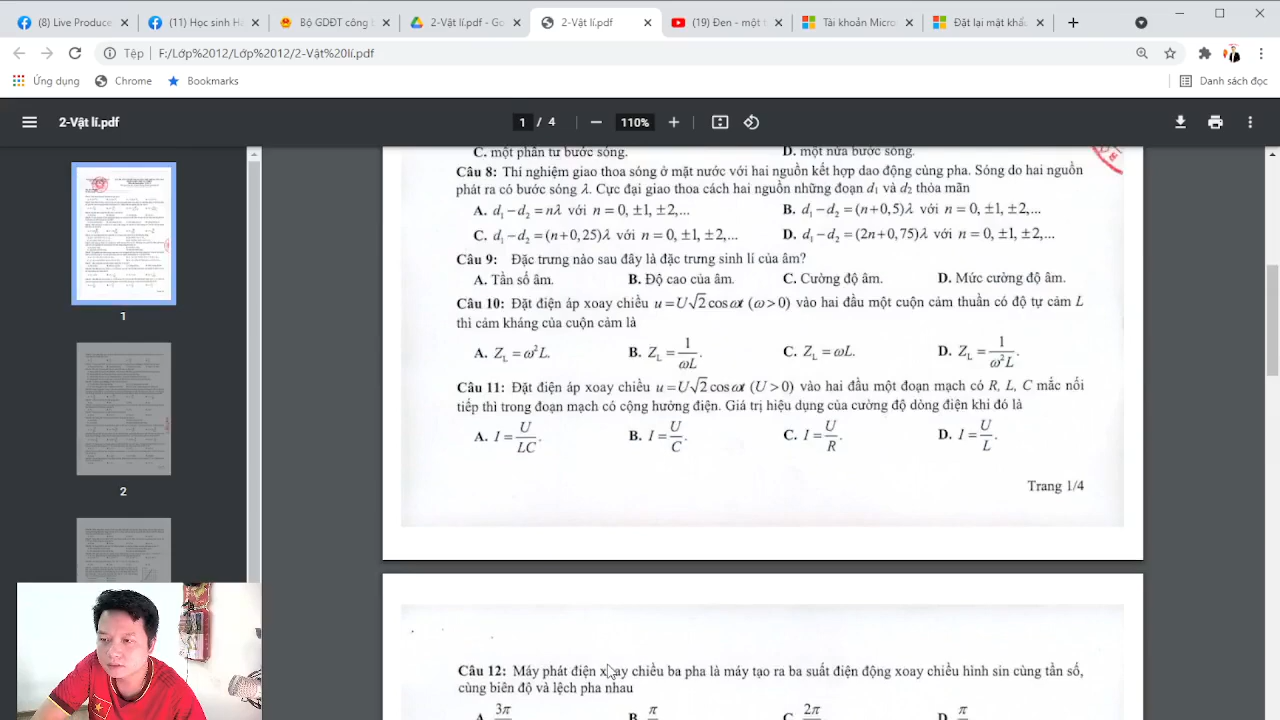 (8) Live Produce
(11) Học sinh Hà
Bộ GDĐT công b
2-Vật lí.pdf - Go
2-Vật lí.pdf
(19) Đen - một t
Tài khoản Micro
Đặt lại mật khẩu
Tệp F:/Lớp%2012/Lớp%2012/2-Vật%20lí.pdf
Ứng dụng Chrome Bookmarks Danh sách đọc
2-Vật lí.pdf 1 / 4 110%
C. một phần tư bước sóng. D. một nửa bước sóng.
Câu 8: Thí nghiệm giao thoa sóng ở mặt nước với hai nguồn kết hợp dao động cùng pha. Sóng do hai nguồn
phát ra có bước sóng λ. Cực đại giao thoa cách hai nguồn những đoạn d₁ và d₂ thỏa mãn
A. d₁ − d₂ = nλ với n = 0, ±1, ±2,... B. d₁ − d₂ = (n+0,5)λ với n = 0, ±1, ±2,...
C. d₁ − d₂ = (n+0,25)λ với n = 0, ±1, ±2,... D. d₁ − d₂ = (2n+0,75)λ với n = 0, ±1, ±2,...
Câu 9: Đặc trưng nào sau đây là đặc trưng sinh lí của âm?
A. Tần số âm. B. Độ cao của âm. C. Cường độ âm. D. Mức cường độ âm.
Câu 10: Đặt điện áp xoay chiều u = U√2 cos ωt (ω > 0) vào hai đầu một cuộn cảm thuần có độ tự cảm L
thì cảm kháng của cuộn cảm là
A. Z_L = ω²L. B. Z_L = 1/ωL. C. Z_L = ωL. D. Z_L = 1/ω²L.
Câu 11: Đặt điện áp xoay chiều u = U√2 cos ωt (U > 0) vào hai đầu một đoạn mạch có R, L, C mắc nối
tiếp thì trong đoạn mạch có cộng hưởng điện. Giá trị hiệu dụng của cường độ dòng điện khi đó là
A. I = U/LC. B. I = U/C. C. I = U/R. D. I = U/L.
Trang 1/4
Câu 12: Máy phát điện xoay chiều ba pha là máy tạo ra ba suất điện động xoay chiều hình sin cùng tần số,
cùng biên độ và lệch pha nhau
A. 3π B. π C. 2π D. π
1
2